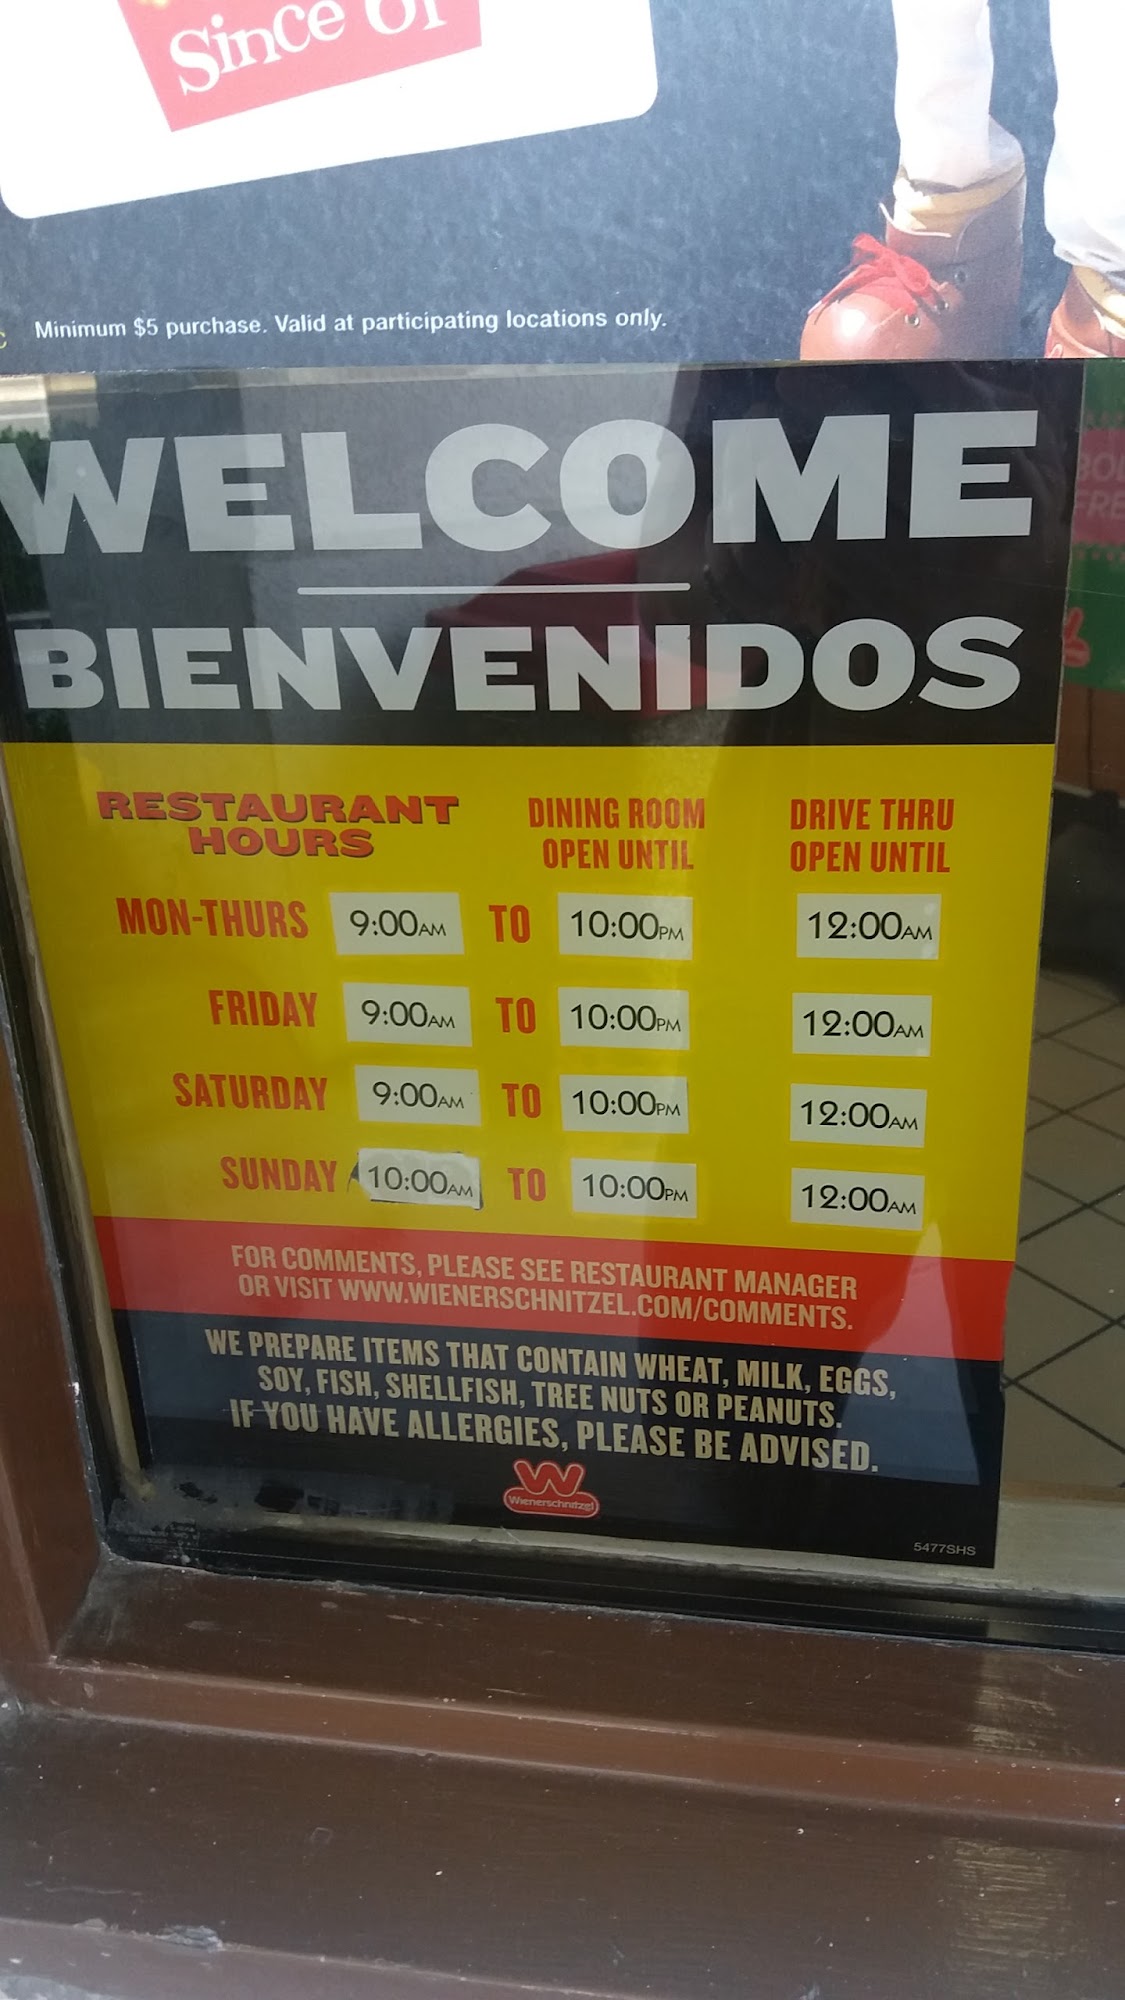 Since 61
Minimum $5 purchase. Valid at participating locations only.
WELCOME
BIENVENIDOS
RESTAURANT HOURS
DINING ROOM OPEN UNTIL
DRIVE THRU OPEN UNTIL
MON-THURS 9:00AM TO 10:00PM 12:00AM
FRIDAY 9:00AM TO 10:00PM 12:00AM
SATURDAY 9:00AM TO 10:00PM 12:00AM
SUNDAY 10:00AM TO 10:00PM 12:00AM
FOR COMMENTS, PLEASE SEE RESTAURANT MANAGER
OR VISIT WWW.WIENERSCHNITZEL.COM/COMMENTS.
WE PREPARE ITEMS THAT CONTAIN WHEAT, MILK, EGGS,
SOY, FISH, SHELLFISH, TREE NUTS OR PEANUTS.
IF YOU HAVE ALLERGIES, PLEASE BE ADVISED.
W
Wienerschnitzel
5477SHS